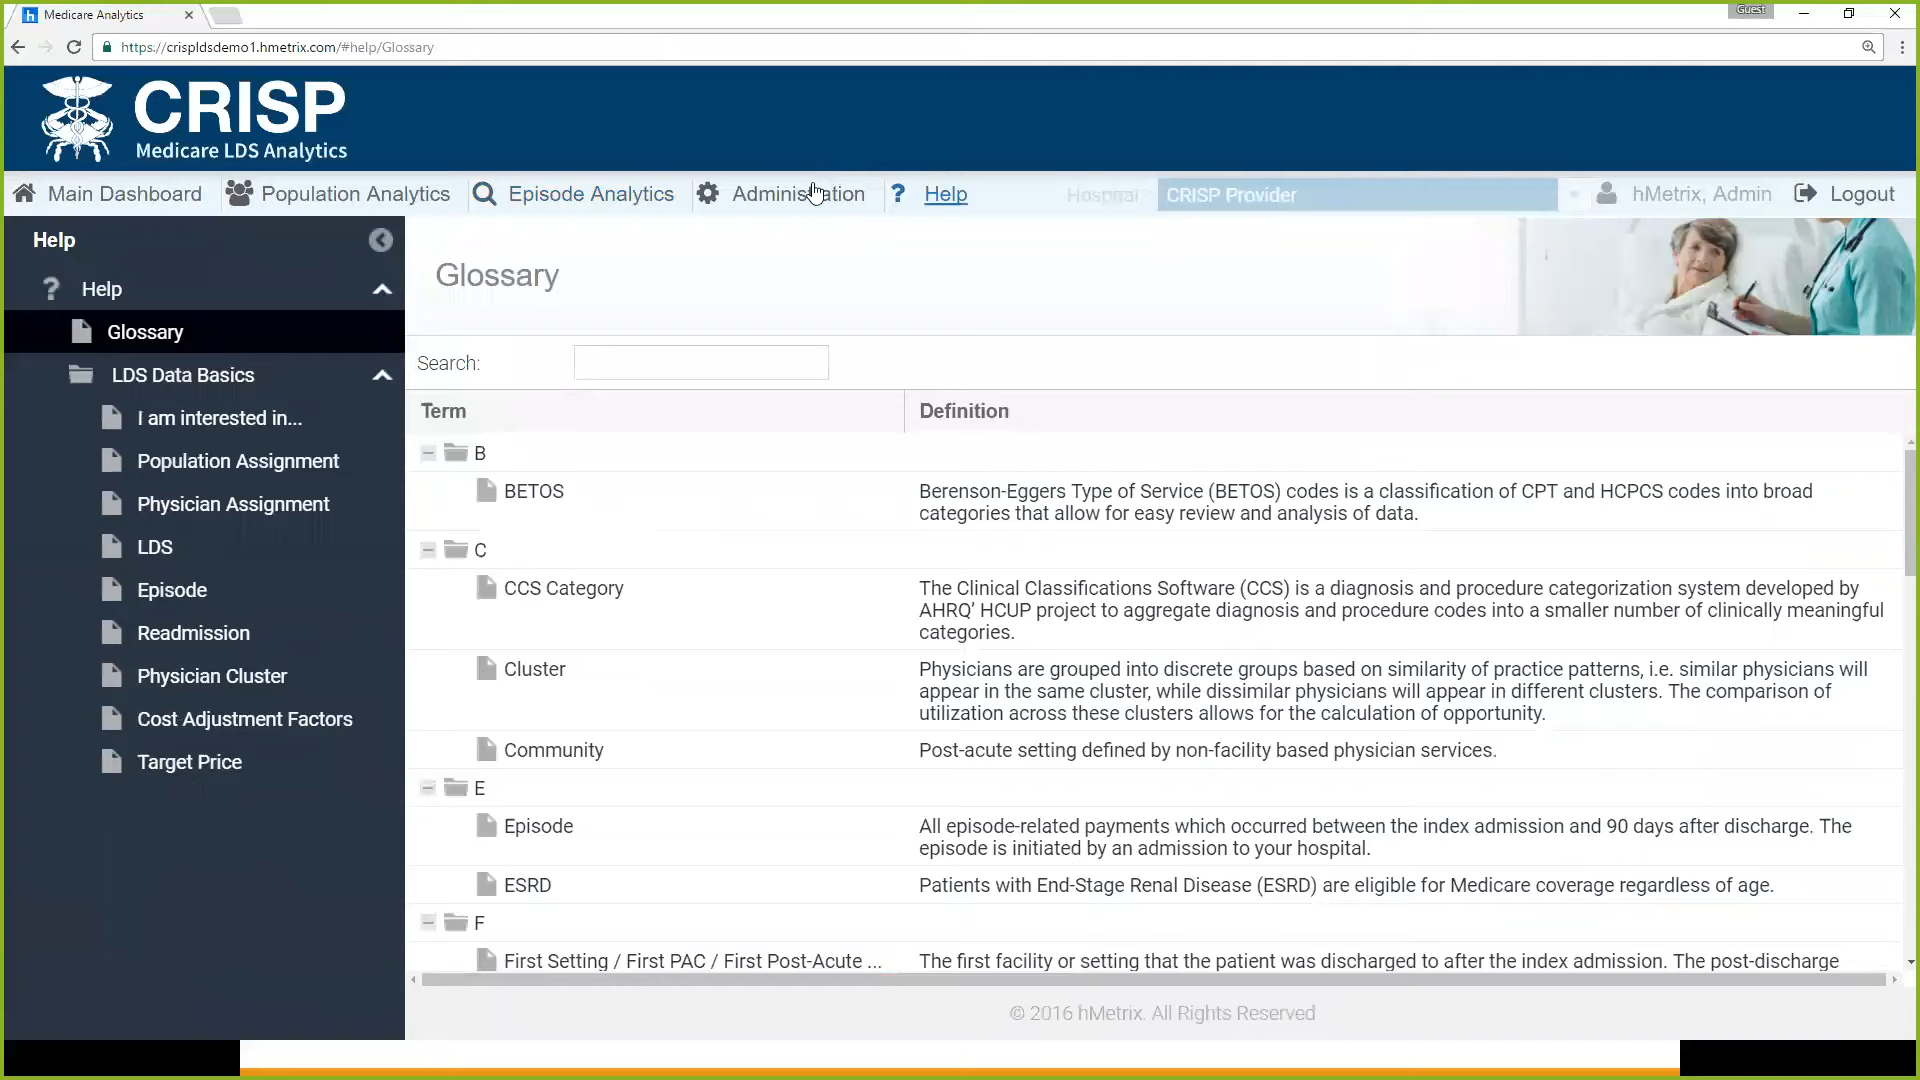 Medicare Analytics
Guest
https://crispldsdemo1.hmetrix.com/#help/Glossary
CRISP
Medicare LDS Analytics
Main Dashboard Population Analytics Episode Analytics Administration ? Help Hospital CRISP Provider hMetrix, Admin Logout
Help
? Help
Glossary
LDS Data Basics
I am interested in...
Population Assignment
Physician Assignment
LDS
Episode
Readmission
Physician Cluster
Cost Adjustment Factors
Target Price
Glossary
Search:
Term Definition
B
BETOS Berenson-Eggers Type of Service (BETOS) codes is a classification of CPT and HCPCS codes into broad
categories that allow for easy review and analysis of data.
C
CCS Category The Clinical Classifications Software (CCS) is a diagnosis and procedure categorization system developed by
AHRQ’ HCUP project to aggregate diagnosis and procedure codes into a smaller number of clinically meaningful
categories.
Cluster Physicians are grouped into discrete groups based on similarity of practice patterns, i.e. similar physicians will
appear in the same cluster, while dissimilar physicians will appear in different clusters. The comparison of
utilization across these clusters allows for the calculation of opportunity.
Community Post-acute setting defined by non-facility based physician services.
E
Episode All episode-related payments which occurred between the index admission and 90 days after discharge. The
episode is initiated by an admission to your hospital.
ESRD Patients with End-Stage Renal Disease (ESRD) are eligible for Medicare coverage regardless of age.
F
First Setting / First PAC / First Post-Acute ... The first facility or setting that the patient was discharged to after the index admission. The post-discharge
© 2016 hMetrix. All Rights Reserved